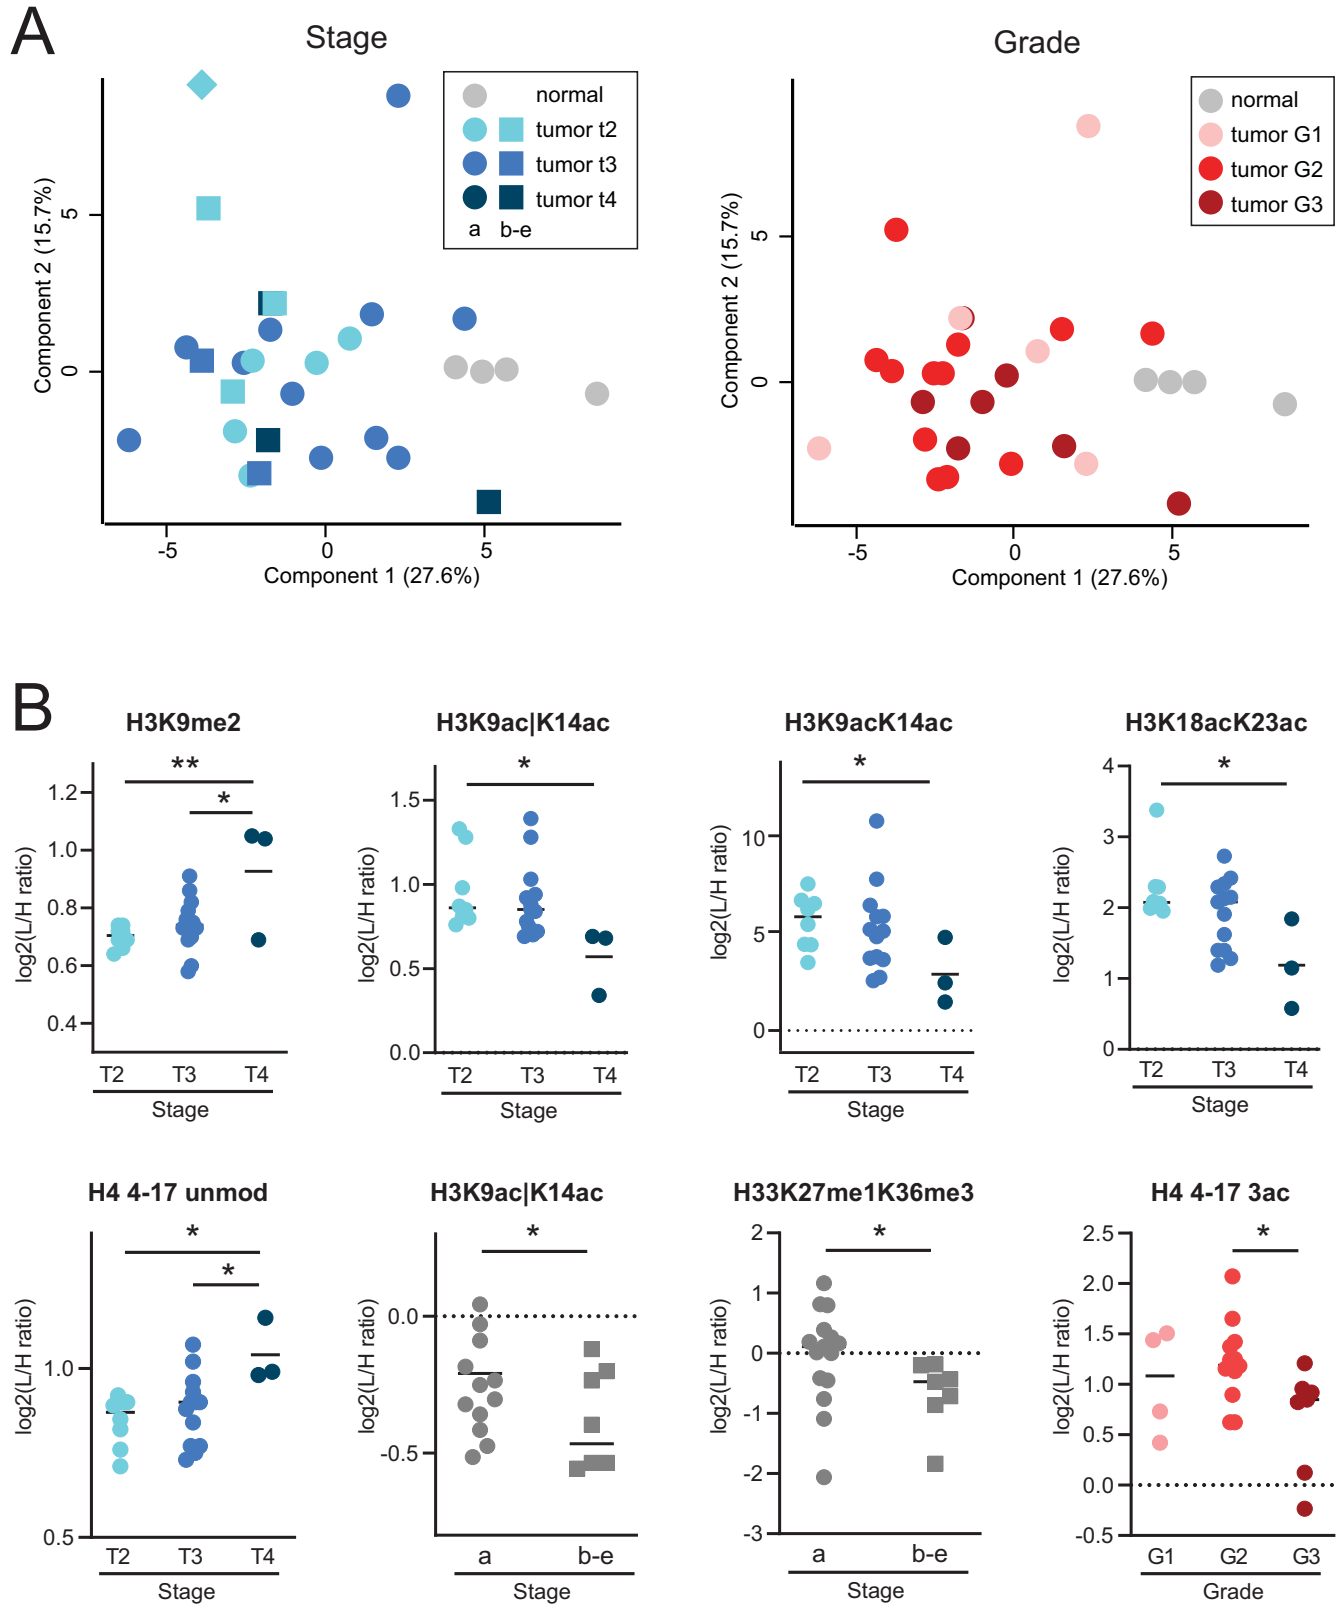 A
Stage
Grade
normal
tumor t2
tumor t3
tumor t4
a b-e
Component 2 (15.7%)
5
0
-5 0 5
Component 1 (27.6%)
normal
tumor G1
tumor G2
tumor G3
Component 2 (15.7%)
5
0
-5 0 5
Component 1 (27.6%)
B
H3K9me2
**
*
log2(L/H ratio)
1.2
1.0
0.8
0.6
0.4
T2 T3 T4
Stage
H3K9ac|K14ac
*
log2(L/H ratio)
1.5
1.0
0.5
0.0
T2 T3 T4
Stage
H3K9acK14ac
*
log2(L/H ratio)
10
5
0
T2 T3 T4
Stage
H3K18acK23ac
*
log2(L/H ratio)
4
3
2
1
0
T2 T3 T4
Stage
H4 4-17 unmod
*
*
log2(L/H ratio)
1.0
0.5
T2 T3 T4
Stage
H3K9ac|K14ac
*
log2(L/H ratio)
0.0
-0.5
a b-e
Stage
H33K27me1K36me3
*
log2(L/H ratio)
2
1
0
-1
-2
-3
a b-e
Stage
H4 4-17 3ac
*
log2(L/H ratio)
2.5
2.0
1.5
1.0
0.5
0.0
-0.5
G1 G2 G3
Grade